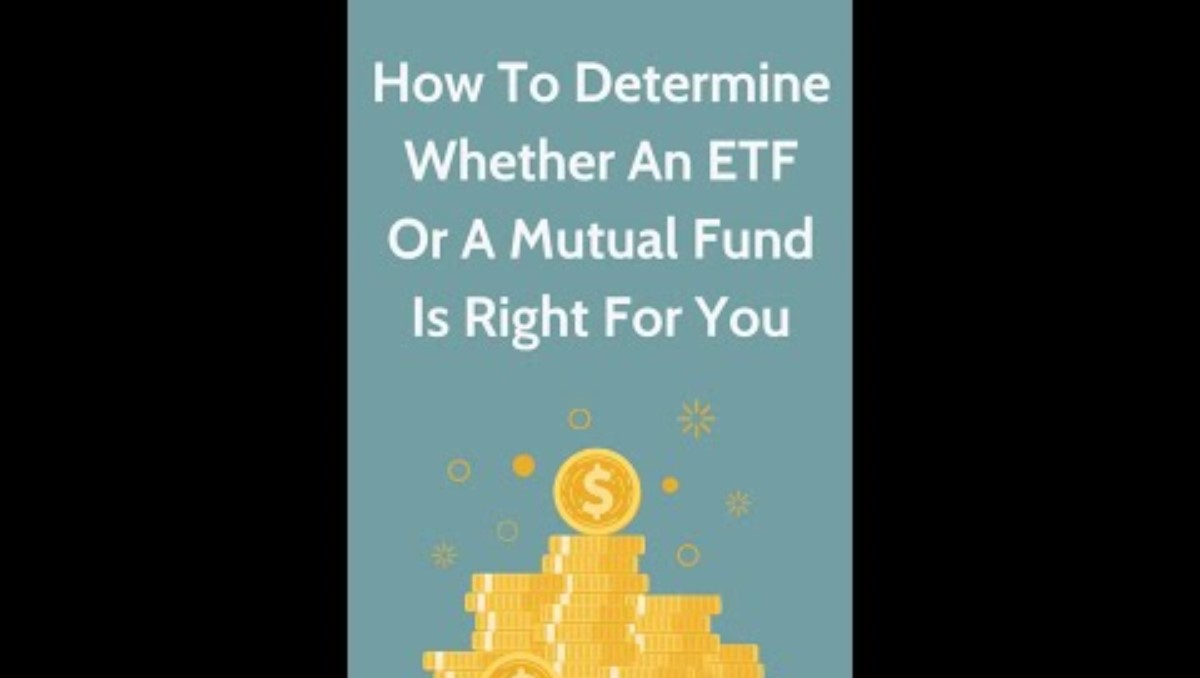 How To Determine
Whether An ETF
Or A Mutual Fund
Is Right For You
$
$